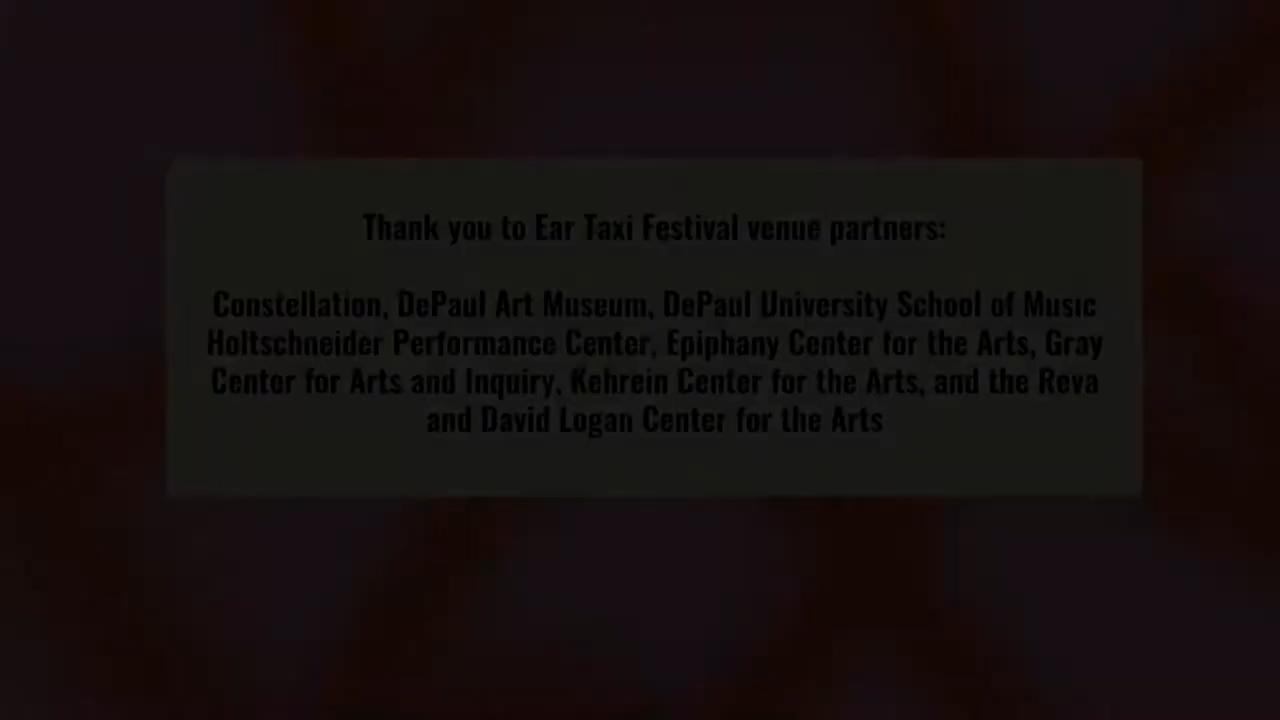 Thank you to Ear Taxi Festival venue partners:
Constellation, DePaul Art Museum, DePaul University School of Music
Holtschneider Performance Center, Epiphany Center for the Arts, Gray
Center for Arts and Inquiry, Kehrein Center for the Arts, and the Reva
and David Logan Center for the Arts